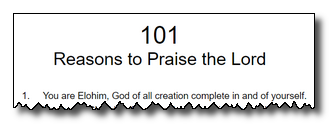 101
Reasons to Praise the Lord
1. You are Elohim, God of all creation complete in and of yourself.